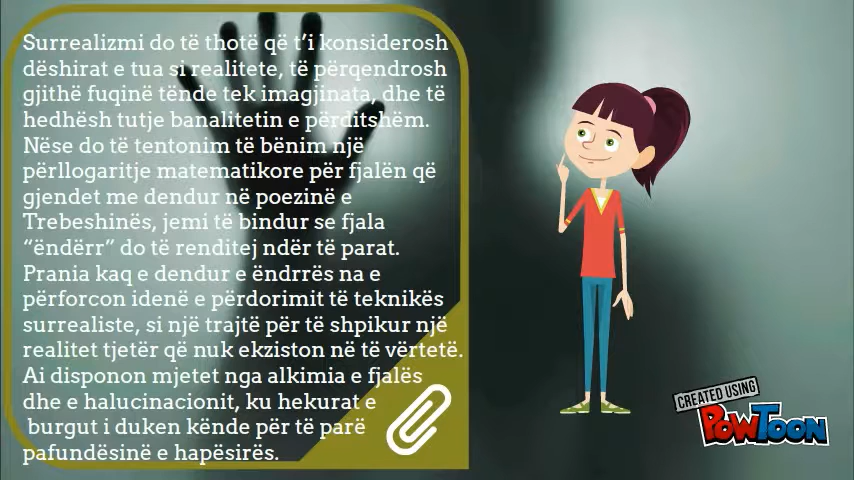 Surrealizmi do të thotë që t’i konsiderosh
dëshirat e tua si realitete, të përqendrosh
gjithë fuqinë tënde tek imagjinata, dhe të
hedhësh tutje banalitetin e përditshëm.
Nëse do të tentonim të bënim një
përllogaritje matematikore për fjalën që
gjendet me dendur në poezinë e
Trebeshinës, jemi të bindur se fjala
“ëndërr” do të renditej ndër të parat.
Prania kaq e dendur e ëndrrës na e
përforcon idenë e përdorimit të teknikës
surrealiste, si një trajtë për të shpikur një
realitet tjetër që nuk ekziston në të vërtetë.
Ai disponon mjetet nga alkimia e fjalës
dhe e halucinacionit, ku hekurat e
burgut i duken kënde për të parë
pafundësinë e hapësirës.
CREATED USING
POWTOON